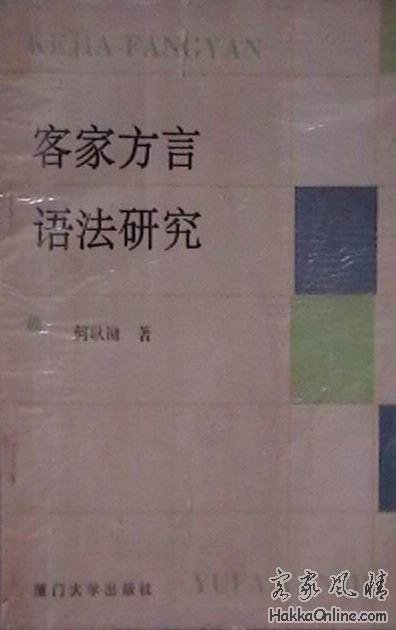 KEJIA FANGYAN
客家方言
语法研究
何耿镛 著
厦门大学出版社
YUFA
客家风情
HakkaOnline.com